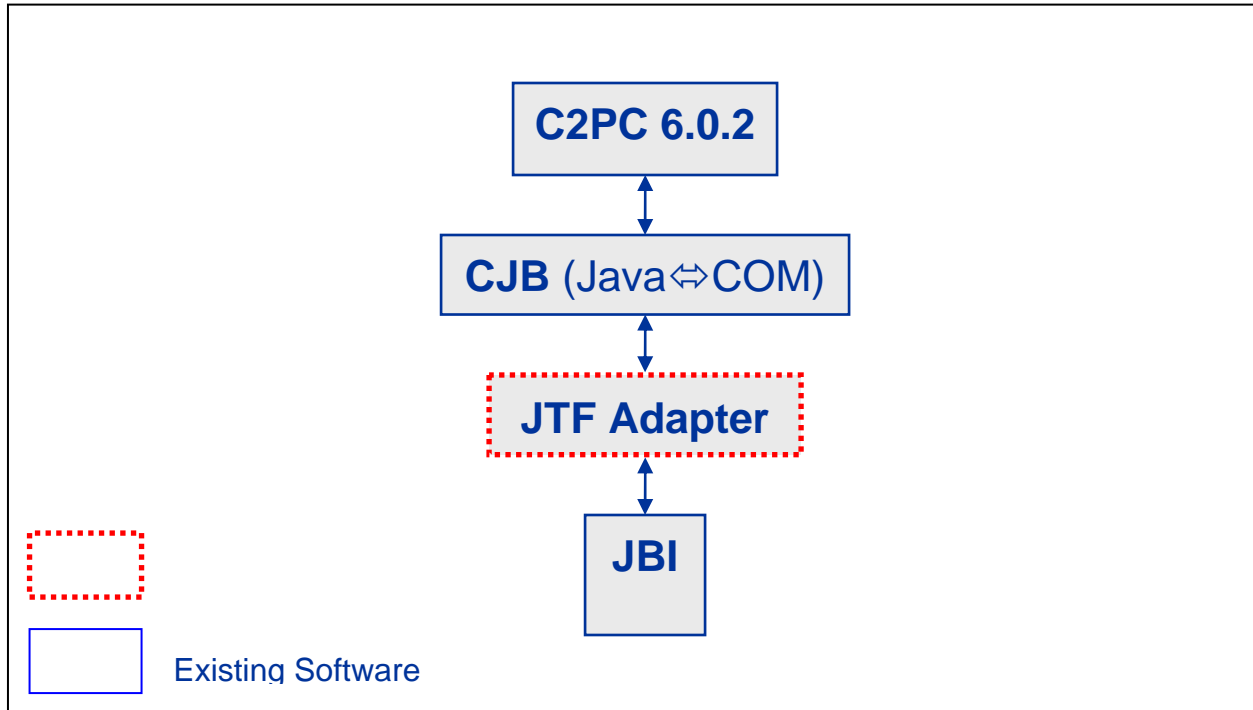 C2PC 6.0.2
CJB (Java⇔COM)
JTF Adapter
JBI
Existing Software